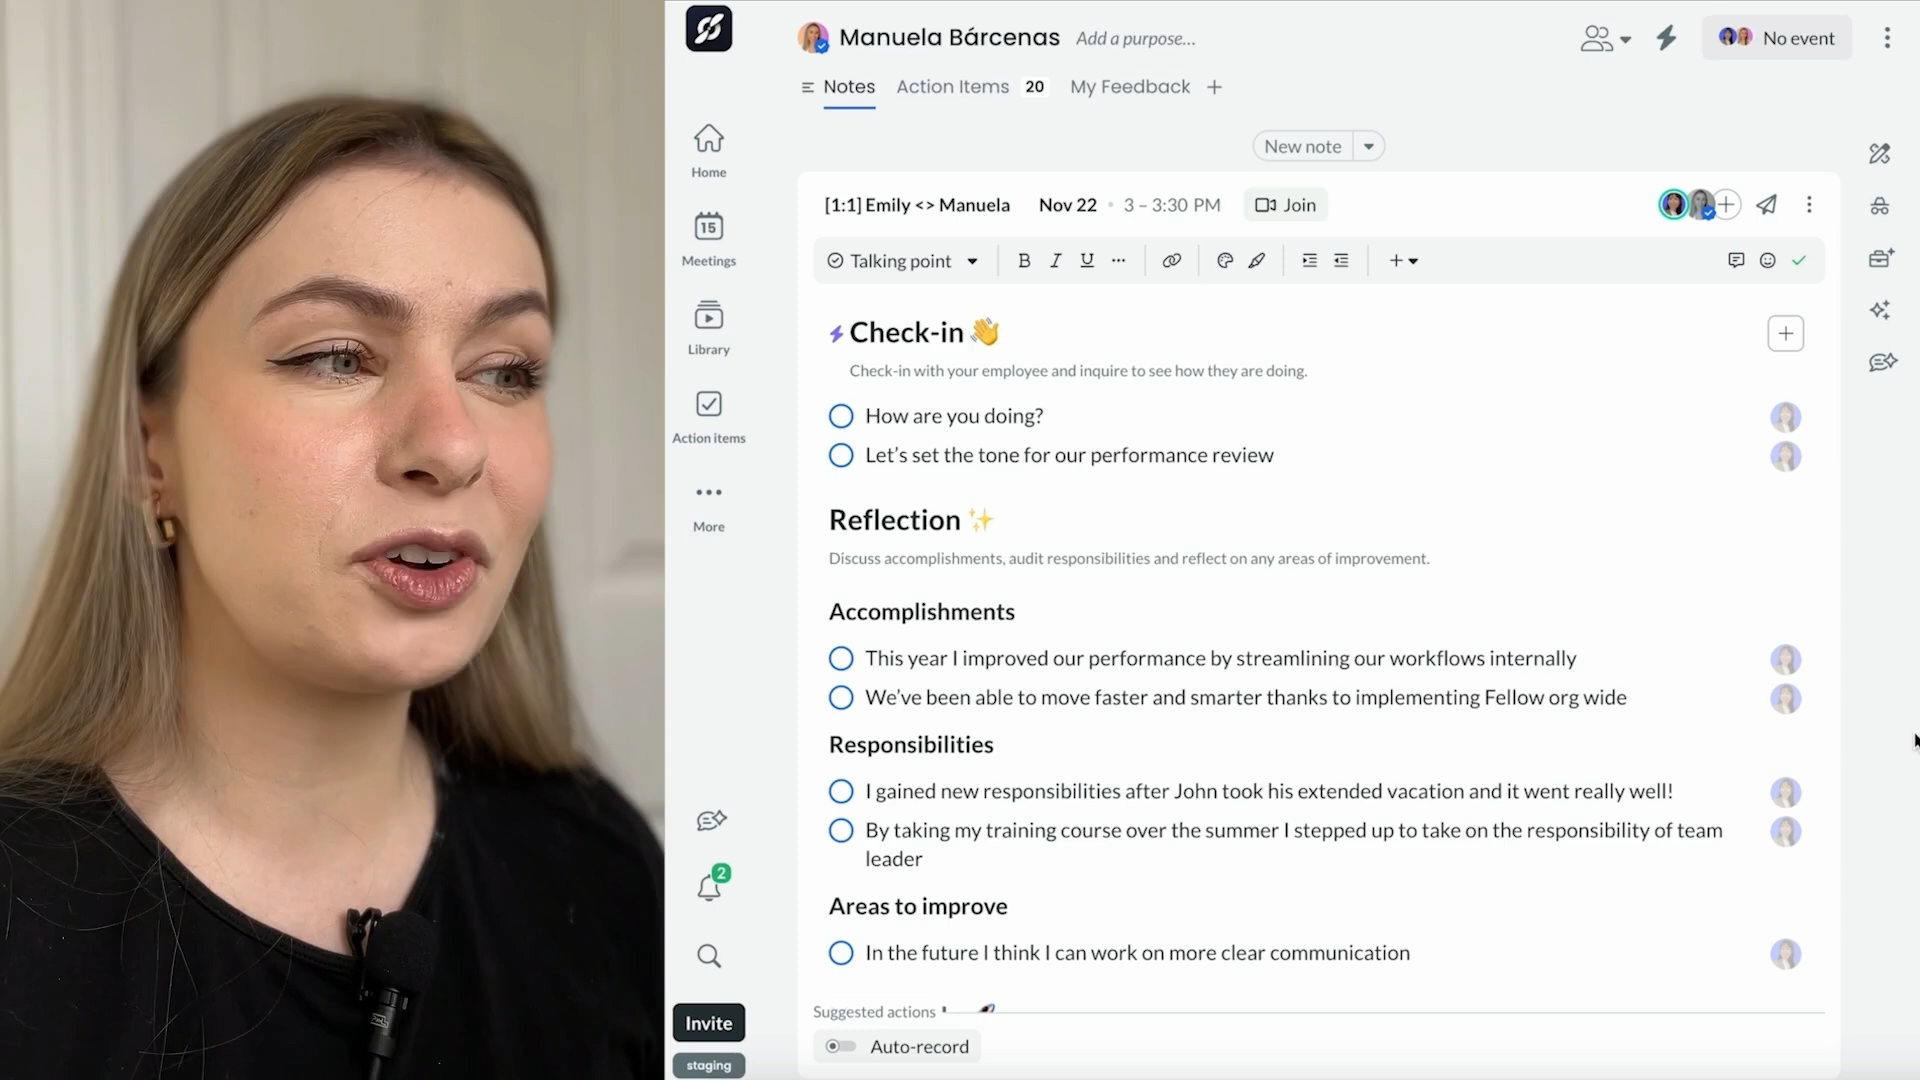 Manuela Bárcenas Add a purpose... No event
Notes Action Items 20 My Feedback
New note
[1:1] Emily <> Manuela Nov 22 • 3 – 3:30 PM Join
Talking point B I U
Home
15
Meetings
Library
Action items
More
2
Invite
staging
Check-in 👋
Check-in with your employee and inquire to see how they are doing.
How are you doing?
Let’s set the tone for our performance review
Reflection ✨
Discuss accomplishments, audit responsibilities and reflect on any areas of improvement.
Accomplishments
This year I improved our performance by streamlining our workflows internally
We’ve been able to move faster and smarter thanks to implementing Fellow org wide
Responsibilities
I gained new responsibilities after John took his extended vacation and it went really well!
By taking my training course over the summer I stepped up to take on the responsibility of team
leader
Areas to improve
In the future I think I can work on more clear communication
Suggested actions
Auto-record